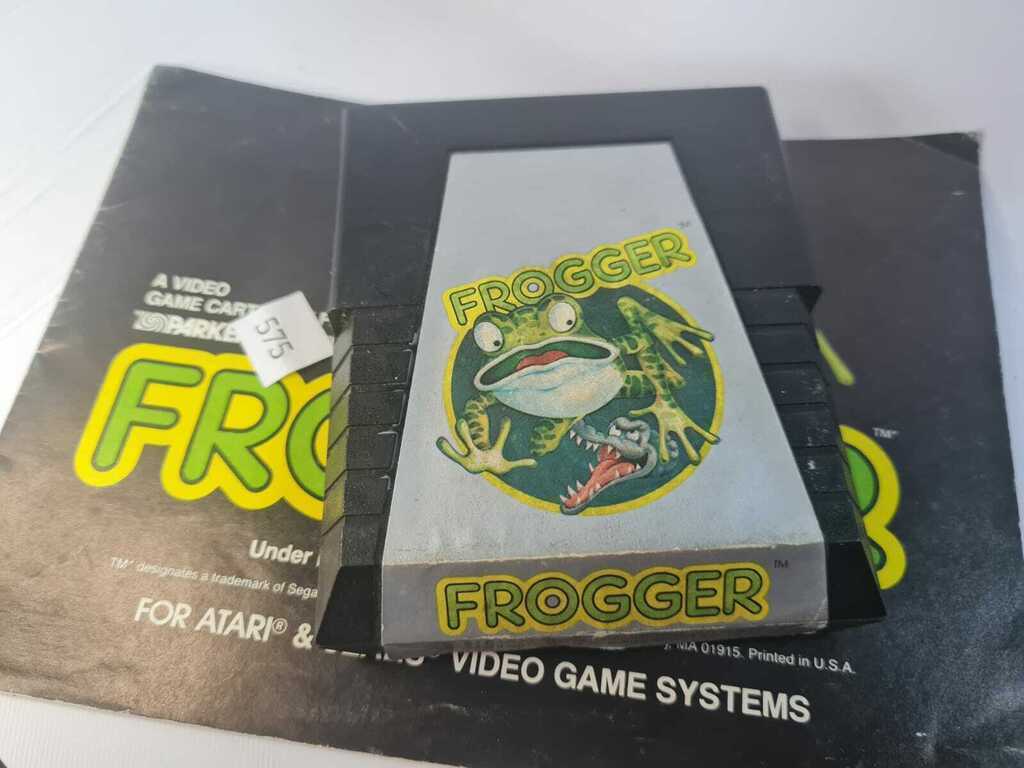 A VIDEO
GAME CART
PARKE
575
FRO
FROGGER
FROGGER
TM
TM
Under
TM designates a trademark of Sega
MA 01915. Printed in U.S.A.
FOR ATARI® &
VIDEO GAME SYSTEMS